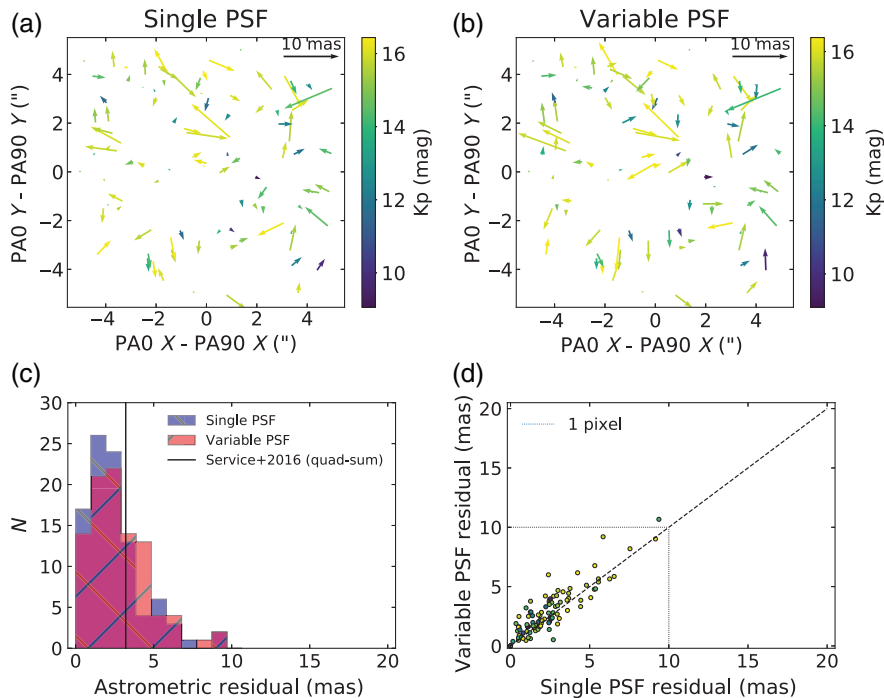 (a) Single PSF
10 mas
PA0 Y - PA90 Y (")
4
2
0
−2
−4
−4 −2 0 2 4
PA0 X - PA90 X (")
16
14
12
10
Kp (mag)
(b) Variable PSF
10 mas
PA0 Y - PA90 Y (")
4
2
0
−2
−4
−4 −2 0 2 4
PA0 X - PA90 X (")
16
14
12
10
Kp (mag)
(c)
N
30
25
20
15
10
5
0
Single PSF
Variable PSF
Service+2016 (quad-sum)
0 5 10 15 20
Astrometric residual (mas)
(d)
Variable PSF residual (mas)
20
15
10
5
0
1 pixel
0 5 10 15 20
Single PSF residual (mas)